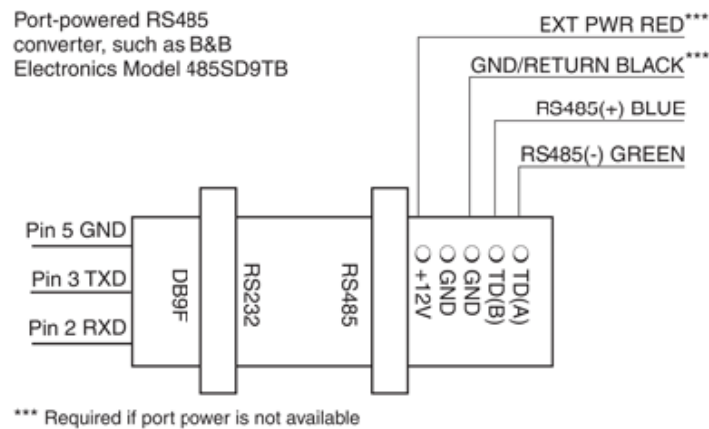 Port-powered RS485
converter, such as B&B
Electronics Model 485SD9TB
EXT PWR RED***
GND/RETURN BLACK***
RS485(+) BLUE
RS485(-) GREEN
Pin 5 GND
Pin 3 TXD
Pin 2 RXD
DB9F
RS232
RS485
+12V
GND
GND
TD(B)
TD(A)
*** Required if port power is not available